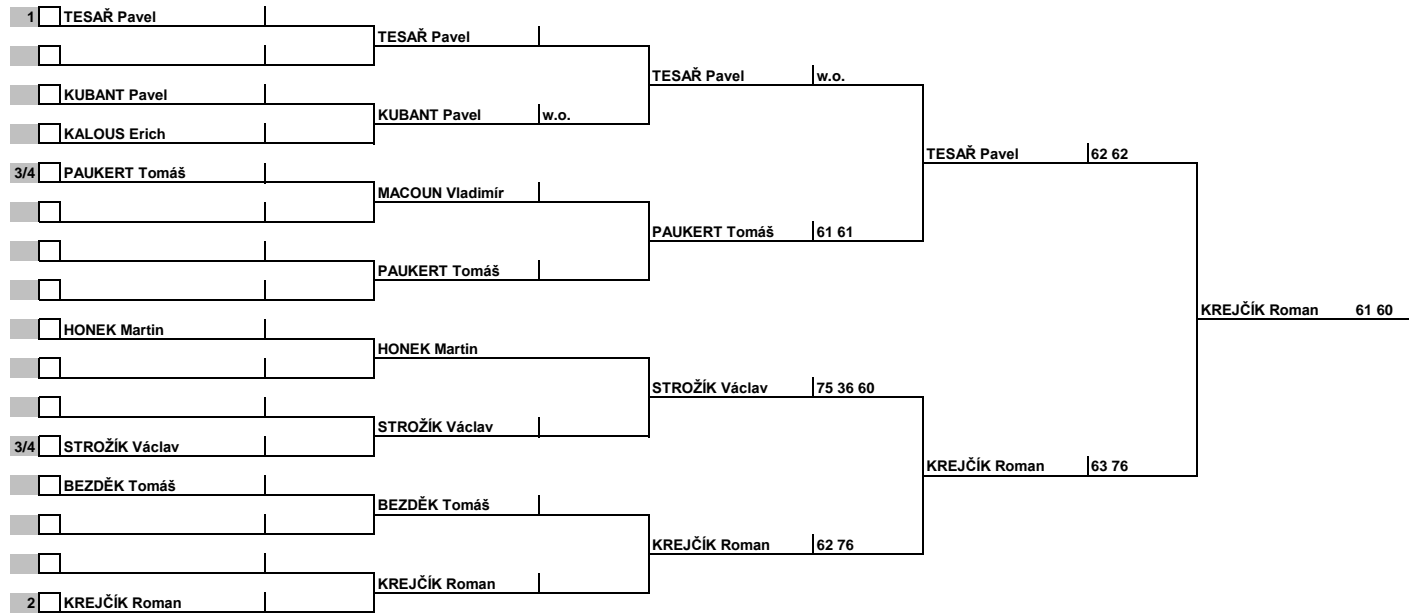 1 TESAŘ Pavel
TESAŘ Pavel
TESAŘ Pavel w.o.
KUBANT Pavel
KUBANT Pavel w.o.
KALOUS Erich
TESAŘ Pavel 62 62
3/4 PAUKERT Tomáš
MACOUN Vladimír
PAUKERT Tomáš 61 61
PAUKERT Tomáš
KREJČÍK Roman 61 60
HONEK Martin
HONEK Martin
STROŽÍK Václav 75 36 60
STROŽÍK Václav
3/4 STROŽÍK Václav
KREJČÍK Roman 63 76
BEZDĚK Tomáš
BEZDĚK Tomáš
KREJČÍK Roman 62 76
KREJČÍK Roman
2 KREJČÍK Roman